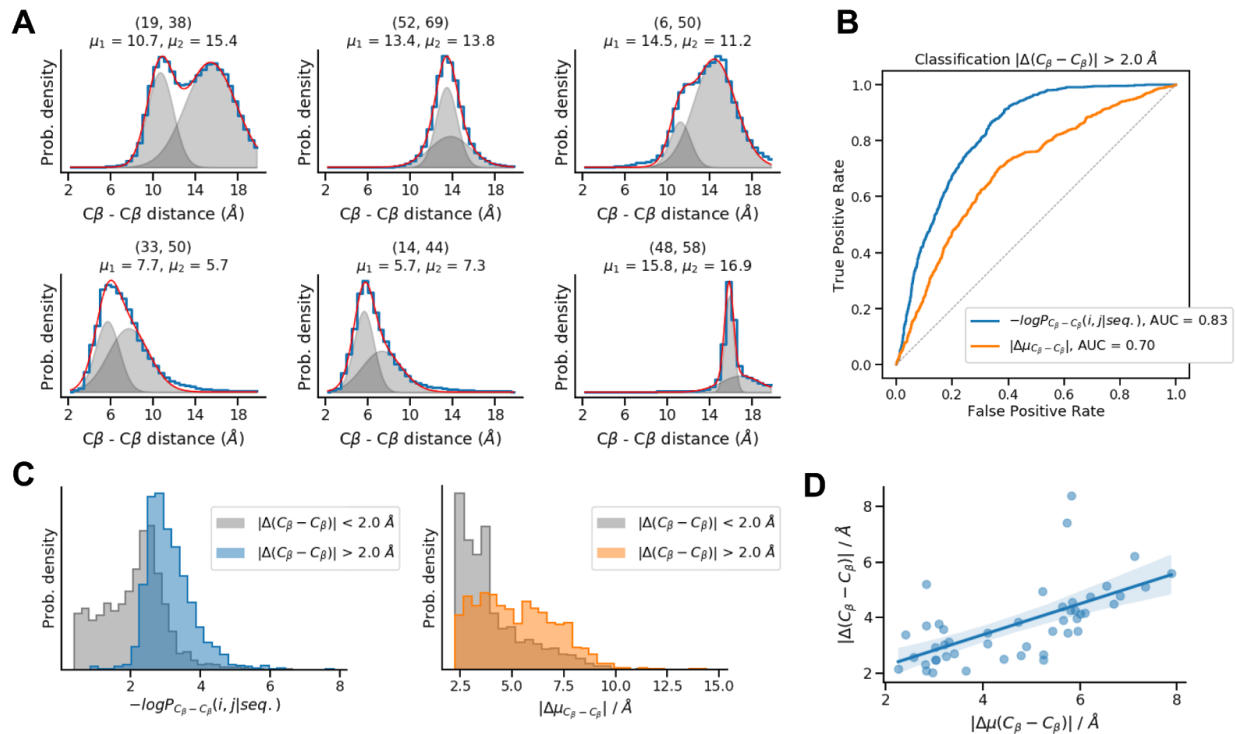 A
(19, 38)
μ₁ = 10.7, μ₂ = 15.4
Prob. density
2 6 10 14 18
Cβ - Cβ distance (Å)
(52, 69)
μ₁ = 13.4, μ₂ = 13.8
Prob. density
2 6 10 14 18
Cβ - Cβ distance (Å)
(6, 50)
μ₁ = 14.5, μ₂ = 11.2
Prob. density
2 6 10 14 18
Cβ - Cβ distance (Å)
(33, 50)
μ₁ = 7.7, μ₂ = 5.7
Prob. density
2 6 10 14 18
Cβ - Cβ distance (Å)
(14, 44)
μ₁ = 5.7, μ₂ = 7.3
Prob. density
2 6 10 14 18
Cβ - Cβ distance (Å)
(48, 58)
μ₁ = 15.8, μ₂ = 16.9
Prob. density
2 6 10 14 18
Cβ - Cβ distance (Å)
B
Classification |Δ(Cβ − Cβ)| > 2.0 Å
True Positive Rate
1.0
0.8
0.6
0.4
0.2
0.0
−logP_{Cβ−Cβ}(i, j|seq.), AUC = 0.83
|Δμ_{Cβ−Cβ}|, AUC = 0.70
0.0 0.2 0.4 0.6 0.8 1.0
False Positive Rate
C
Prob. density
|Δ(Cβ − Cβ)| < 2.0 Å
|Δ(Cβ − Cβ)| > 2.0 Å
2 4 6 8
−logP_{Cβ−Cβ}(i, j|seq.)
Prob. density
|Δ(Cβ − Cβ)| < 2.0 Å
|Δ(Cβ − Cβ)| > 2.0 Å
2.5 5.0 7.5 10.0 12.5 15.0
|Δμ_{Cβ−Cβ}| / Å
D
|Δ(Cβ − Cβ)| / Å
8
6
4
2
2 4 6 8
|Δμ(Cβ − Cβ)| / Å